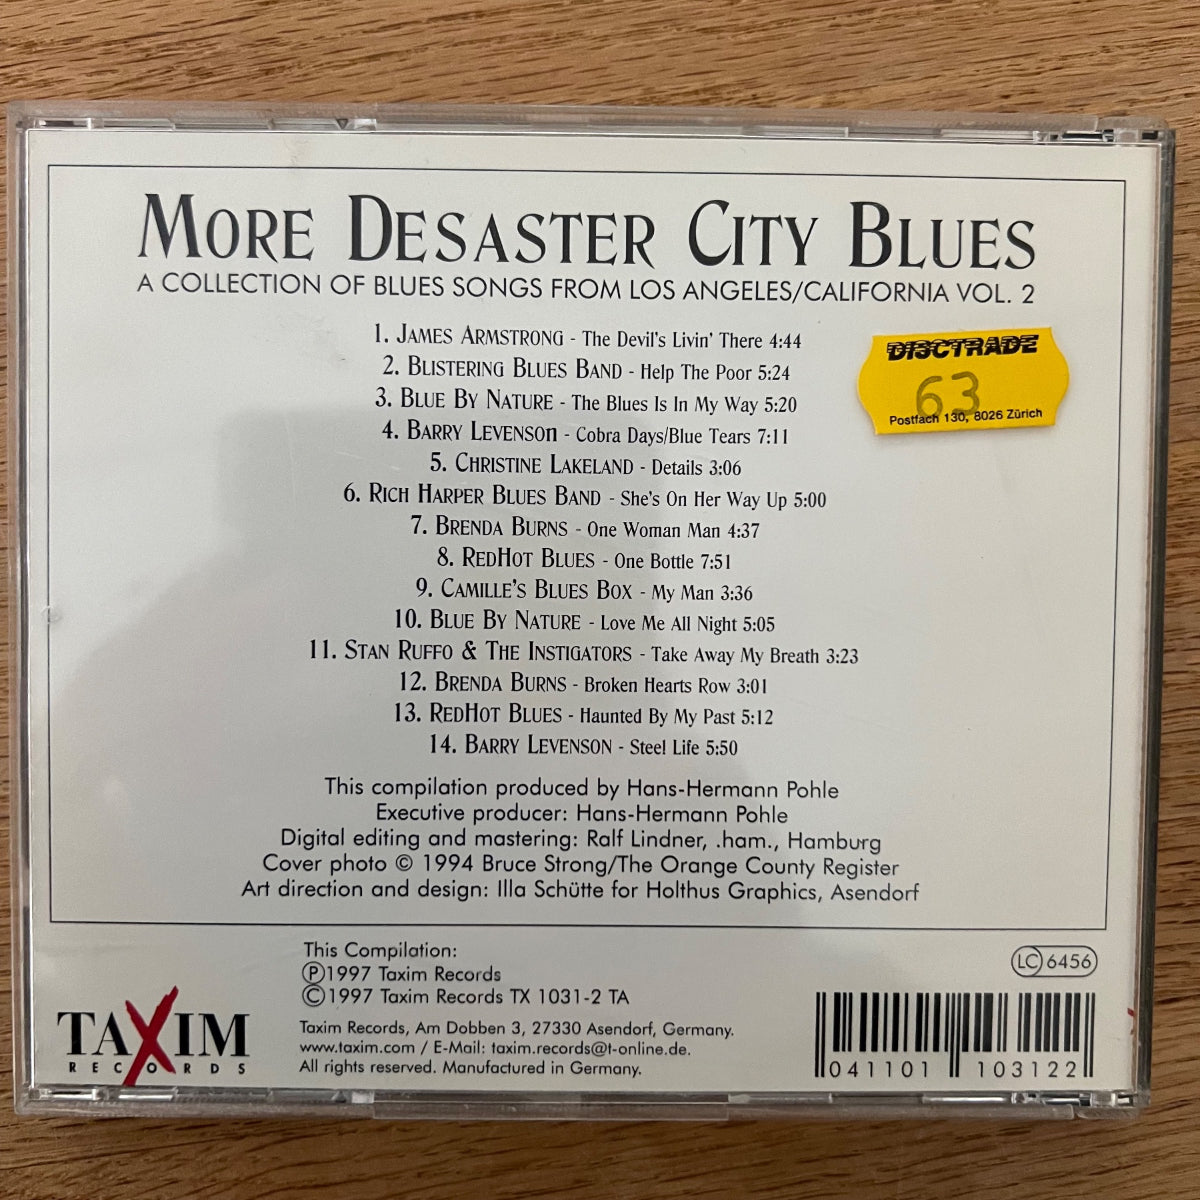 MORE DESASTER CITY BLUES
A COLLECTION OF BLUES SONGS FROM LOS ANGELES/CALIFORNIA VOL. 2
1. JAMES ARMSTRONG - The Devil's Livin' There 4:44
2. BLISTERING BLUES BAND - Help The Poor 5:24
3. BLUE BY NATURE - The Blues Is In My Way 5:20
4. BARRY LEVENSOn - Cobra Days/Blue Tears 7:11
5. CHRISTINE LAKELAND - Details 3:06
6. RICH HARPER BLUES BAND - She's On Her Way Up 5:00
7. BRENDA BURNS - One Woman Man 4:37
8. REDHOT BLUES - One Bottle 7:51
9. CAMILLE'S BLUES BOX - My Man 3:36
10. BLUE BY NATURE - Love Me All Night 5:05
11. STAN RUFFO & THE INSTIGATORS - Take Away My Breath 3:23
12. BRENDA BURNS - Broken Hearts Row 3:01
13. REDHOT BLUES - Haunted By My Past 5:12
14. BARRY LEVENSON - Steel Life 5:50
DISCTRADE
63
Postfach 130, 8026 Zürich
This compilation produced by Hans-Hermann Pohle
Executive producer: Hans-Hermann Pohle
Digital editing and mastering: Ralf Lindner, .ham., Hamburg
Cover photo © 1994 Bruce Strong/The Orange County Register
Art direction and design: Illa Schütte for Holthus Graphics, Asendorf
This Compilation:
℗1997 Taxim Records
©1997 Taxim Records TX 1031-2 TA
Taxim Records, Am Dobben 3, 27330 Asendorf, Germany.
www.taxim.com / E-Mail: taxim.records@t-online.de.
All rights reserved. Manufactured in Germany.
TAXIM
RECORDS
LC 6456
041101 103122